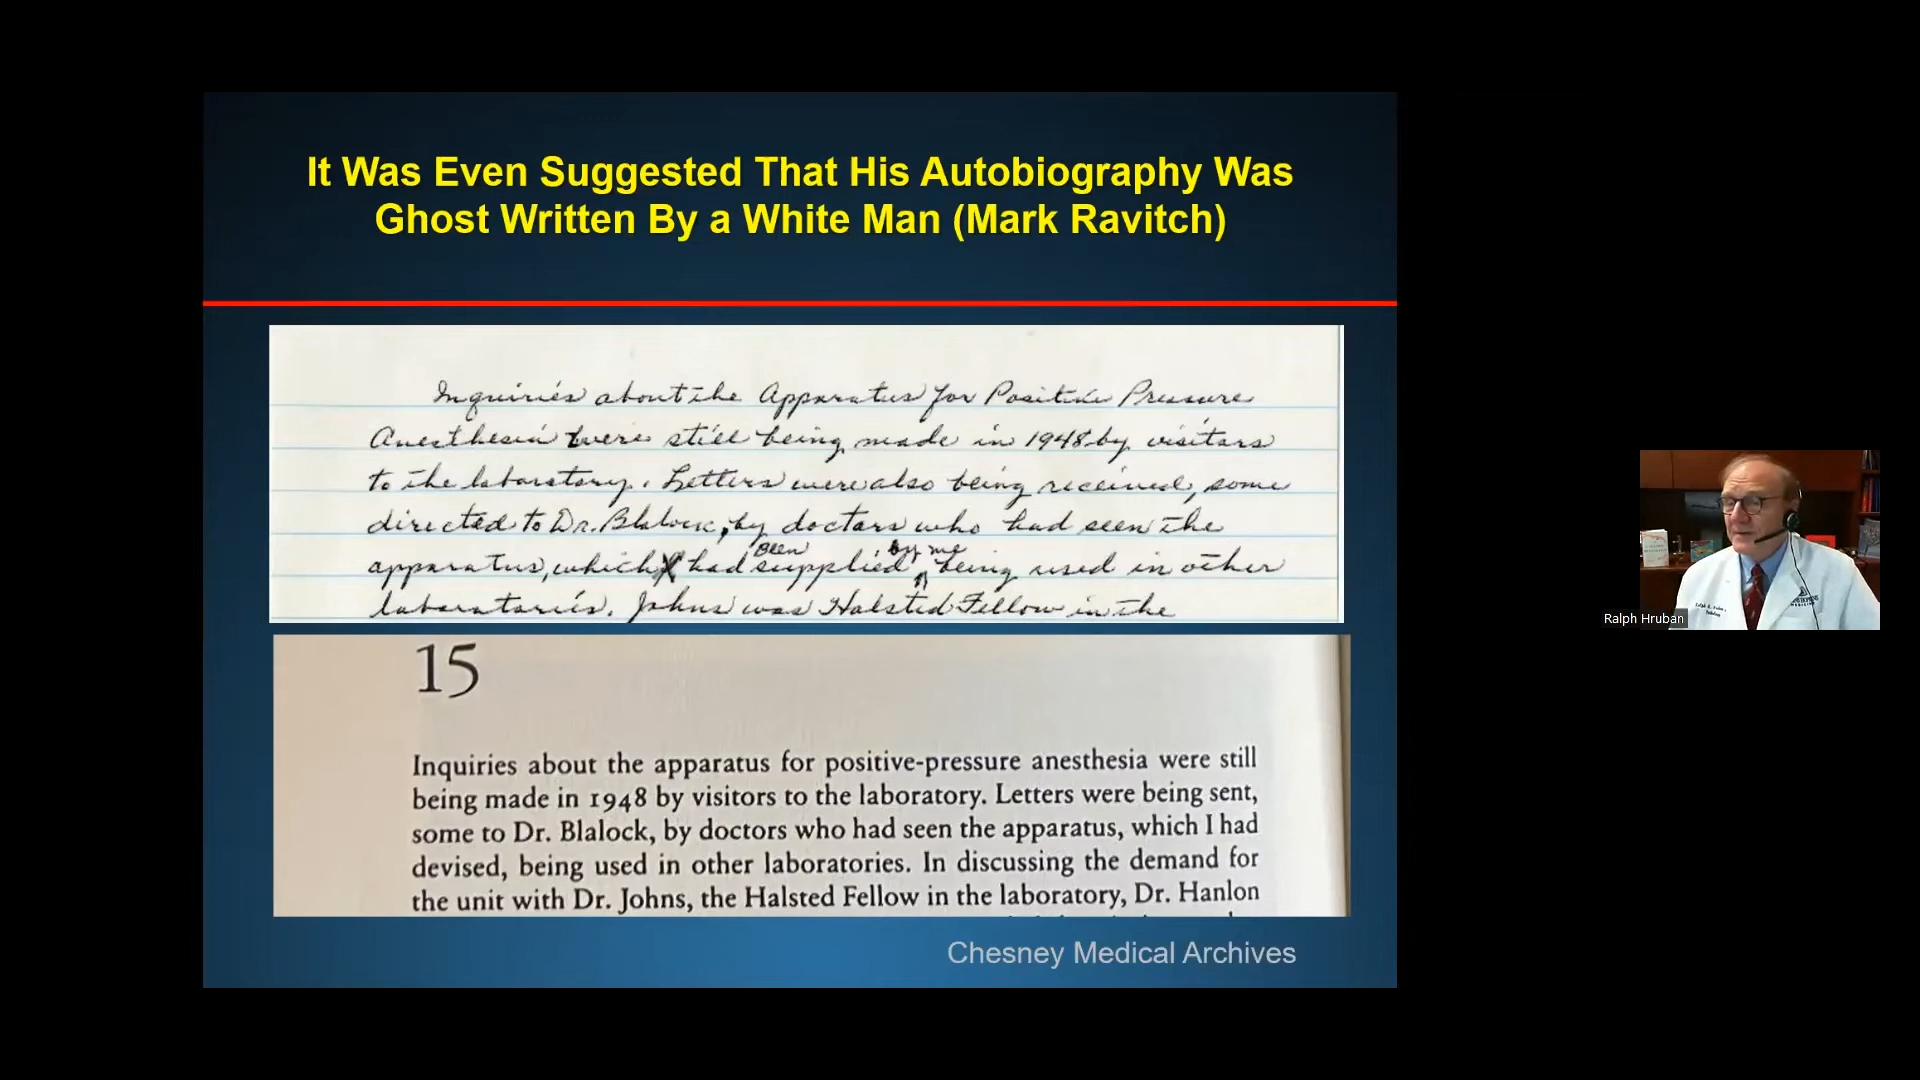 It Was Even Suggested That His Autobiography Was
Ghost Written By a White Man (Mark Ravitch)
Inquiries about the Apparatus for Positive Pressure
Anesthesia were still being made in 1948 by visitors
to the laboratory. Letters were also being received, some
directed to Dr. Blalock, by doctors who had seen the
been by me
apparatus, which had supplied being used in other
laboratories. Johns was Halsted Fellow in the
15
Inquiries about the apparatus for positive-pressure anesthesia were still
being made in 1948 by visitors to the laboratory. Letters were being sent,
some to Dr. Blalock, by doctors who had seen the apparatus, which I had
devised, being used in other laboratories. In discussing the demand for
the unit with Dr. Johns, the Halsted Fellow in the laboratory, Dr. Hanlon
Chesney Medical Archives
Ralph Hruban